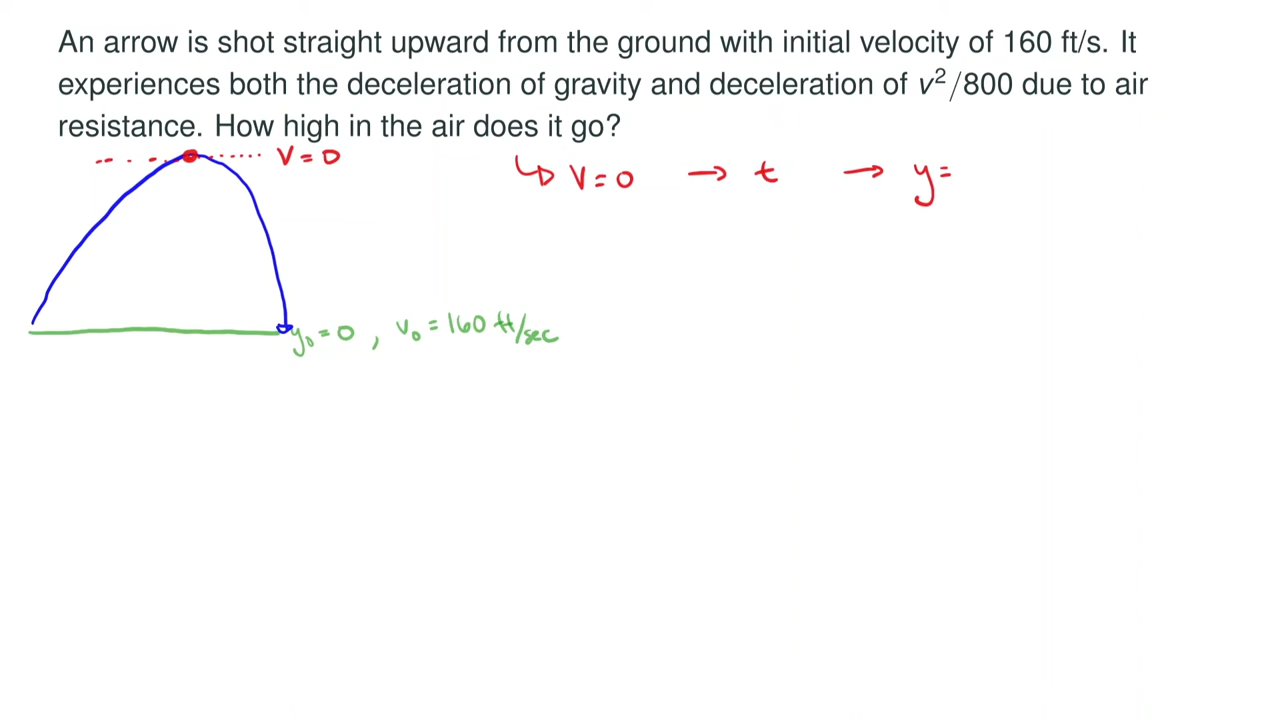 An arrow is shot straight upward from the ground with initial velocity of 160 ft/s. It
experiences both the deceleration of gravity and deceleration of v²/800 due to air
resistance. How high in the air does it go?
v=0
↳ v=0 → t → y=
y₀=0 , v₀=160 ft/sec